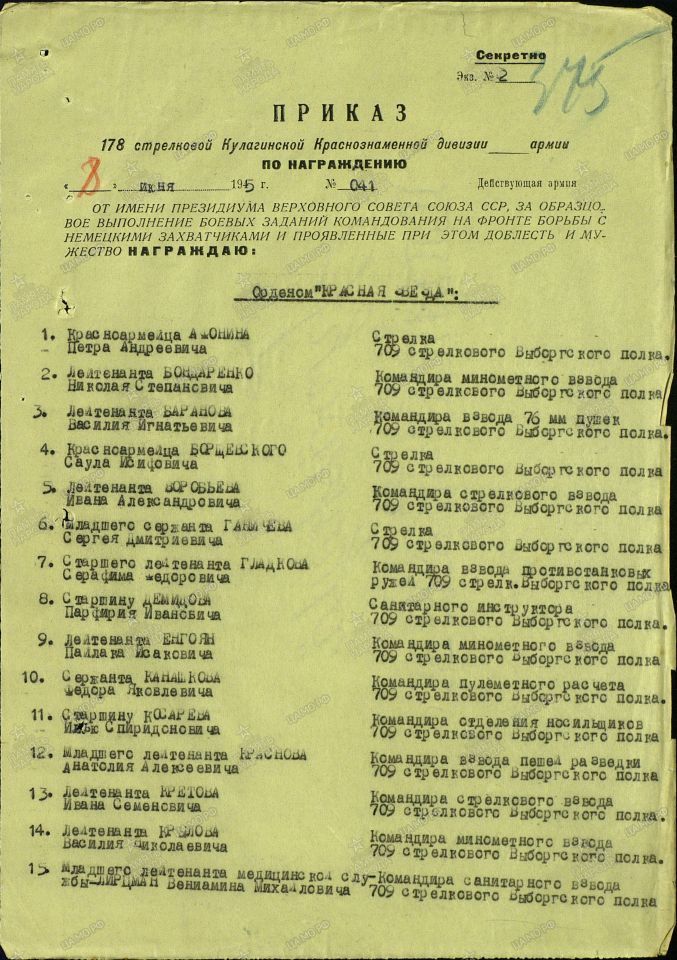 Секретно
Экз. № 2
375
ПРИКАЗ
178 стрелковой Кулагинской Краснознаменной дивизии ____ армии
ПО НАГРАЖДЕНИЮ
« 8 » июня 1945 г. № 041 Действующая армия
ОТ ИМЕНИ ПРЕЗИДИУМА ВЕРХОВНОГО СОВЕТА СОЮЗА ССР, ЗА ОБРАЗЦО-
ВОЕ ВЫПОЛНЕНИЕ БОЕВЫХ ЗАДАНИЙ КОМАНДОВАНИЯ НА ФРОНТЕ БОРЬБЫ С
НЕМЕЦКИМИ ЗАХВАТЧИКАМИ И ПРОЯВЛЕННЫЕ ПРИ ЭТОМ ДОБЛЕСТЬ И МУ-
ЖЕСТВО НАГРАЖДАЮ:
Орденом "КРАСНАЯ ЗВЕЗДА":
1. Красноармейца Стрелка
Петра Андреевича 709 стрелкового Выборгского полка.
2. Лейтенанта БОНДАРЕНКО Командира минометного взвода
Николая Степановича 709 стрелкового Выборгского полка
3. Лейтенанта БАРАНОВА Командира взвода 76 мм пушек
Василия Игнатьевича 709 стрелкового Выборгского полка.
4. Красноармейца БОРЩЕВСКОГО Стрелка
Саула Исифовича 709 стрелкового Выборгского полка
5. Лейтенанта ВОРОБЬЕВА Командира стрелкового взвода
Ивана Александровича 709 стрелкового Выборгского полка
6. Младшего сержанта ГАНИЧЕВА Стрелка
Сергея Дмитриевича 709 стрелкового Выборгского полка
7. Старшего лейтенанта ГЛАДКОВА Командира взвода противотанковых
Серафима Федоровича ружей 709 стрелк.Выборгского полка
8. Старшину ДЕМИДОВА Санитарного инструктора
Парфирия Ивановича 709 стрелкового Выборгского полка.
9. Лейтенанта ЕНГОЯН Командира минометного взвода
Пайлака Исаковича 709 стрелкового Выборгского полка
10. Сержанта КАНАШКОВА Командира пулеметного расчета
Федора Яковлевича 709 стрелкового Выборгского полка.
11. Старшину КОСАРЕВА Командира отделения носильщиков
Илью Спиридоновича 709 стрелкового Выборгского полка
12. Младшего лейтенанта КРАСНОВА Командира взвода пешей разведки
Анатолия Алексеевича 709 стрелкового Выборгского полка
13. Лейтенанта КРЕТОВА Командира стрелкового взвода
Ивана Семеновича 709 стрелкового Выборгского полка.
14. Лейтенанта КРЫЛОВА Командира минометного взвода
Василия Николаевича 709 стрелкового Выборгского полка.
15 Младшего лейтенанта медицинской слу- Командира санитарного взвода
жбы-ЛИРЦМАН Вениамина Михайловича 709 стрелкового Выборгского полка